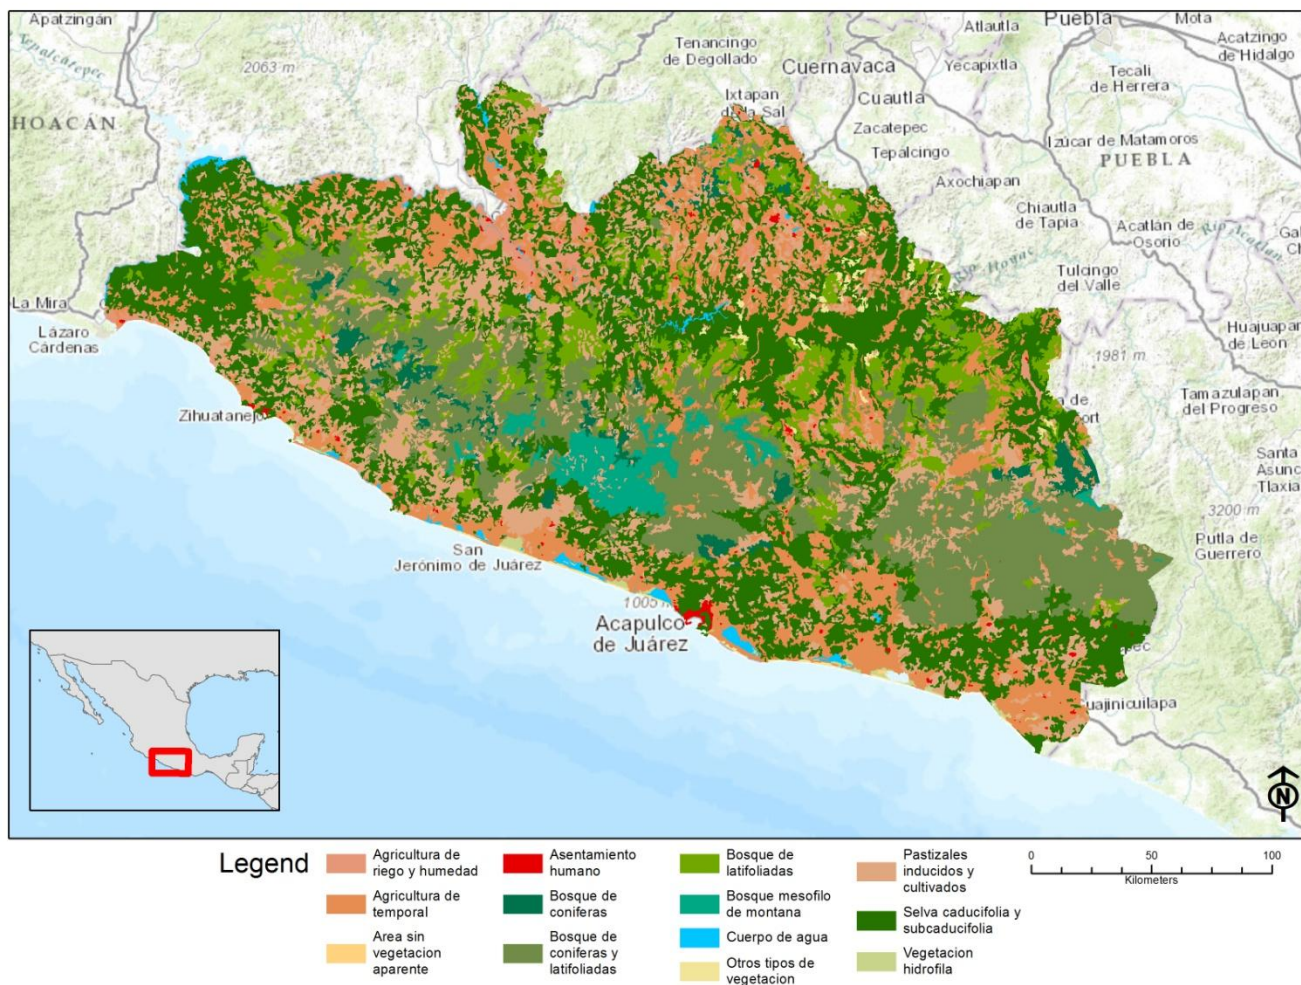 Apatzingán
Puebla
Mota
Atlautla
Acatzingo
de Hidalgo
Tenancingo
de Degollado
Yecapixtla
Cuernavaca
2063 m
Tecali
de Herrera
Cuautla
Ixtapan
HOACÁN
Zacatepec
Izúcar de Matamoros
Tepalcingo
PUEBLA
Axochiapan
Chiautla
de Tapia
Acatlán de
Osorio
Tulcingo
del Valle
La Mira
Lázaro
Cárdenas
Huajuapan
de Leon
1981 m
Tamazulapan
del Progreso
Zihuatanejo
Santa
Asunc
Tlaxia
3200 m
Putla de
Guerrero
San
Jerónimo de Juárez
Acapulco
de Juárez
uajinicuilapa
N
Legend
Agricultura de
riego y humedad
Agricultura de
temporal
Area sin
vegetacion
aparente
Asentamiento
humano
Bosque de
coniferas
Bosque de
coniferas y
latifoliadas
Bosque de
latifoliadas
Bosque mesofilo
de montana
Cuerpo de agua
Otros tipos de
vegetacion
Pastizales
inducidos y
cultivados
Selva caducifolia y
subcaducifolia
Vegetacion
hidrofila
0 50 100
Kilometers